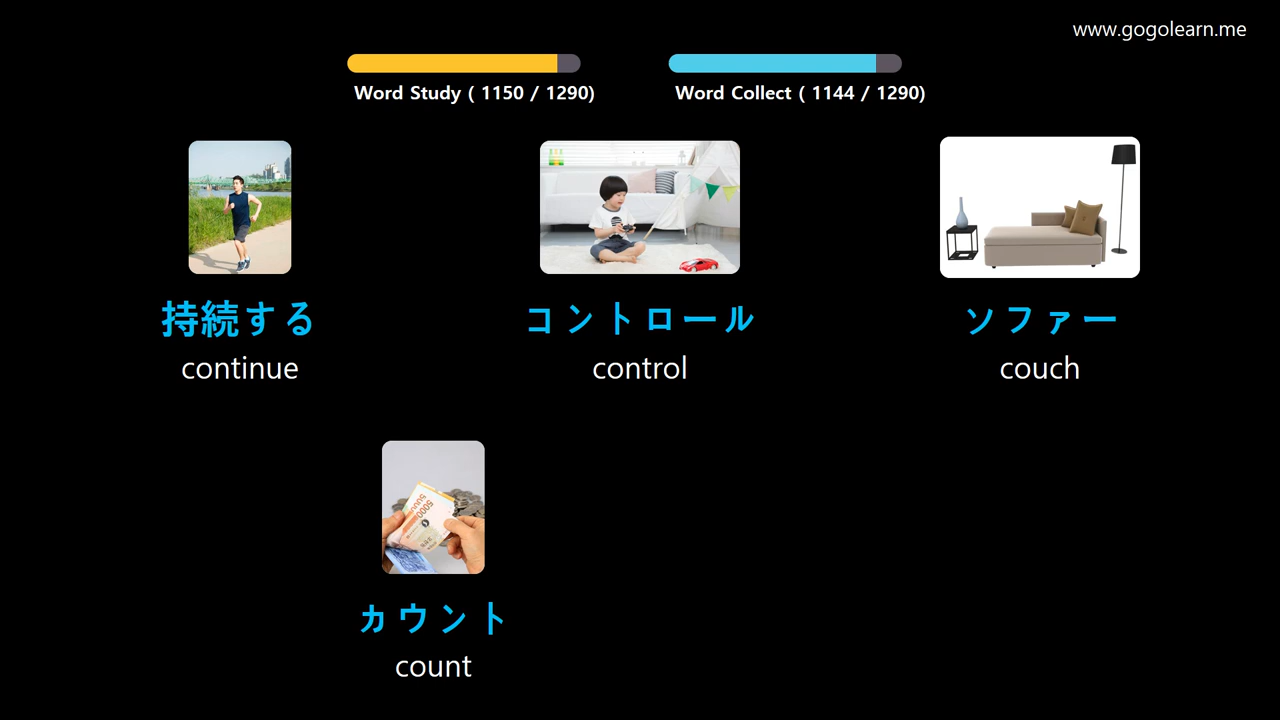 www.gogolearn.me
Word Study ( 1150 / 1290)
Word Collect ( 1144 / 1290)
持続する
continue
コントロール
control
ソファー
couch
カウント
count